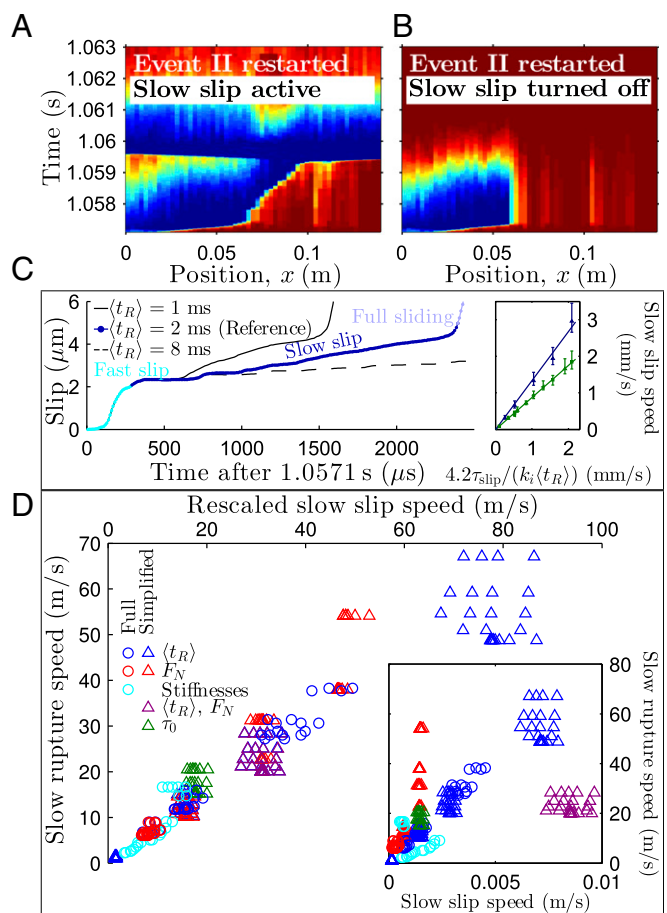 A
B
1.063
1.062
1.061
1.06
1.059
1.058
Time (s)
Event II restarted
Slow slip active
Event II restarted
Slow slip turned off
0 0.05 0.1
0 0.05 0.1
Position, x (m)
Position, x (m)
C
6
4
2
0
Slip (μm)
⟨t_R⟩ = 1 ms
⟨t_R⟩ = 2 ms (Reference)
⟨t_R⟩ = 8 ms
Fast slip
Slow slip
Full sliding
0 500 1000 1500 2000
Time after 1.0571 s (μs)
3
2
1
0
Slow slip speed
(mm/s)
0 1 2
4.2τ_slip/(k_i⟨t_R⟩) (mm/s)
D
Rescaled slow slip speed (m/s)
0 20 40 60 80 100
70
60
50
40
30
20
10
0
Slow rupture speed (m/s)
Full
Simplified
⟨t_R⟩
F_N
Stiffnesses
⟨t_R⟩, F_N
τ_0
80
60
40
20
0
Slow rupture speed (m/s)
0 0.005 0.01
Slow slip speed (m/s)